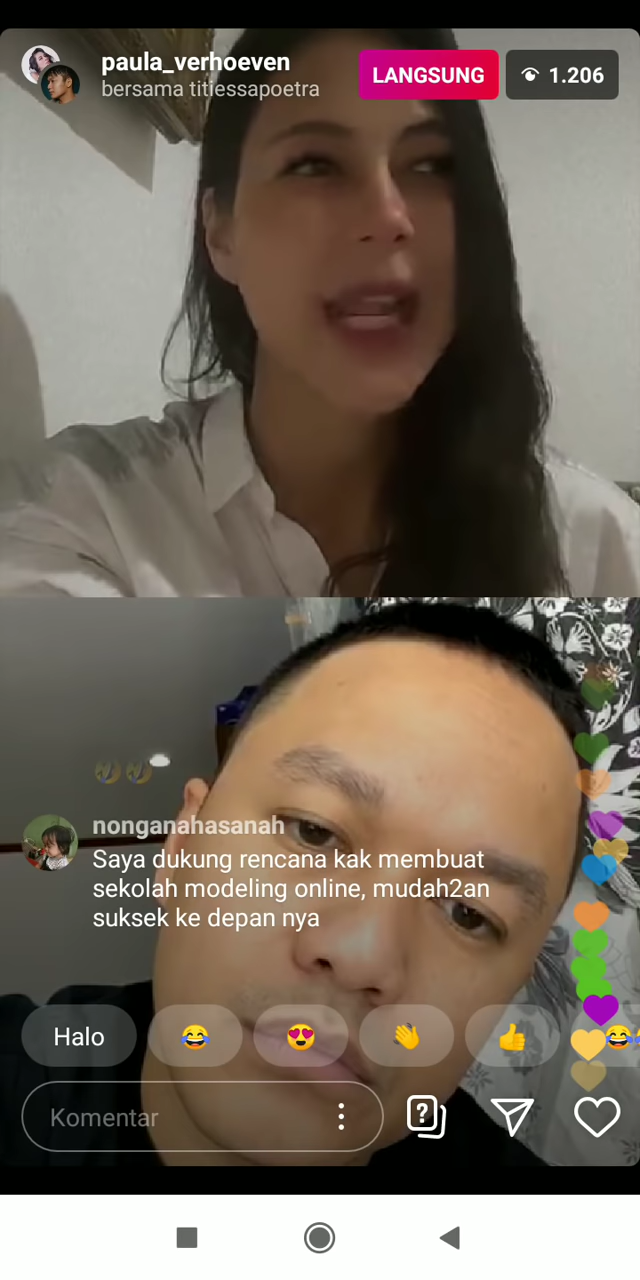 paula_verhoeven
bersama titiessapoetra
LANGSUNG
1.206
nonganahasanah
Saya dukung rencana kak membuat
sekolah modeling online, mudah2an
suksek ke depan nya
Halo
Komentar